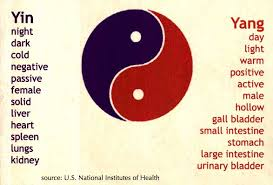 Yin
night
dark
cold
negative
passive
female
solid
liver
heart
spleen
lungs
kidney
Yang
day
light
warm
positive
active
male
hollow
gall bladder
small intestine
stomach
large intestine
urinary bladder
source: U.S. National Institutes of Health